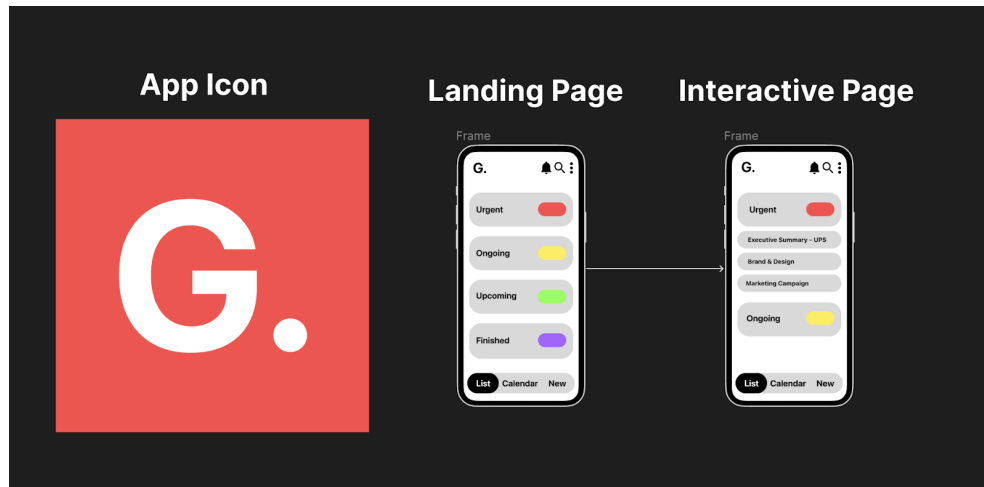 App Icon
G.
Landing Page
Frame
G.
Urgent
Ongoing
Upcoming
Finished
List Calendar New
Interactive Page
Frame
G.
Urgent
Executive Summary - UPS
Brand & Design
Marketing Campaign
Ongoing
List Calendar New